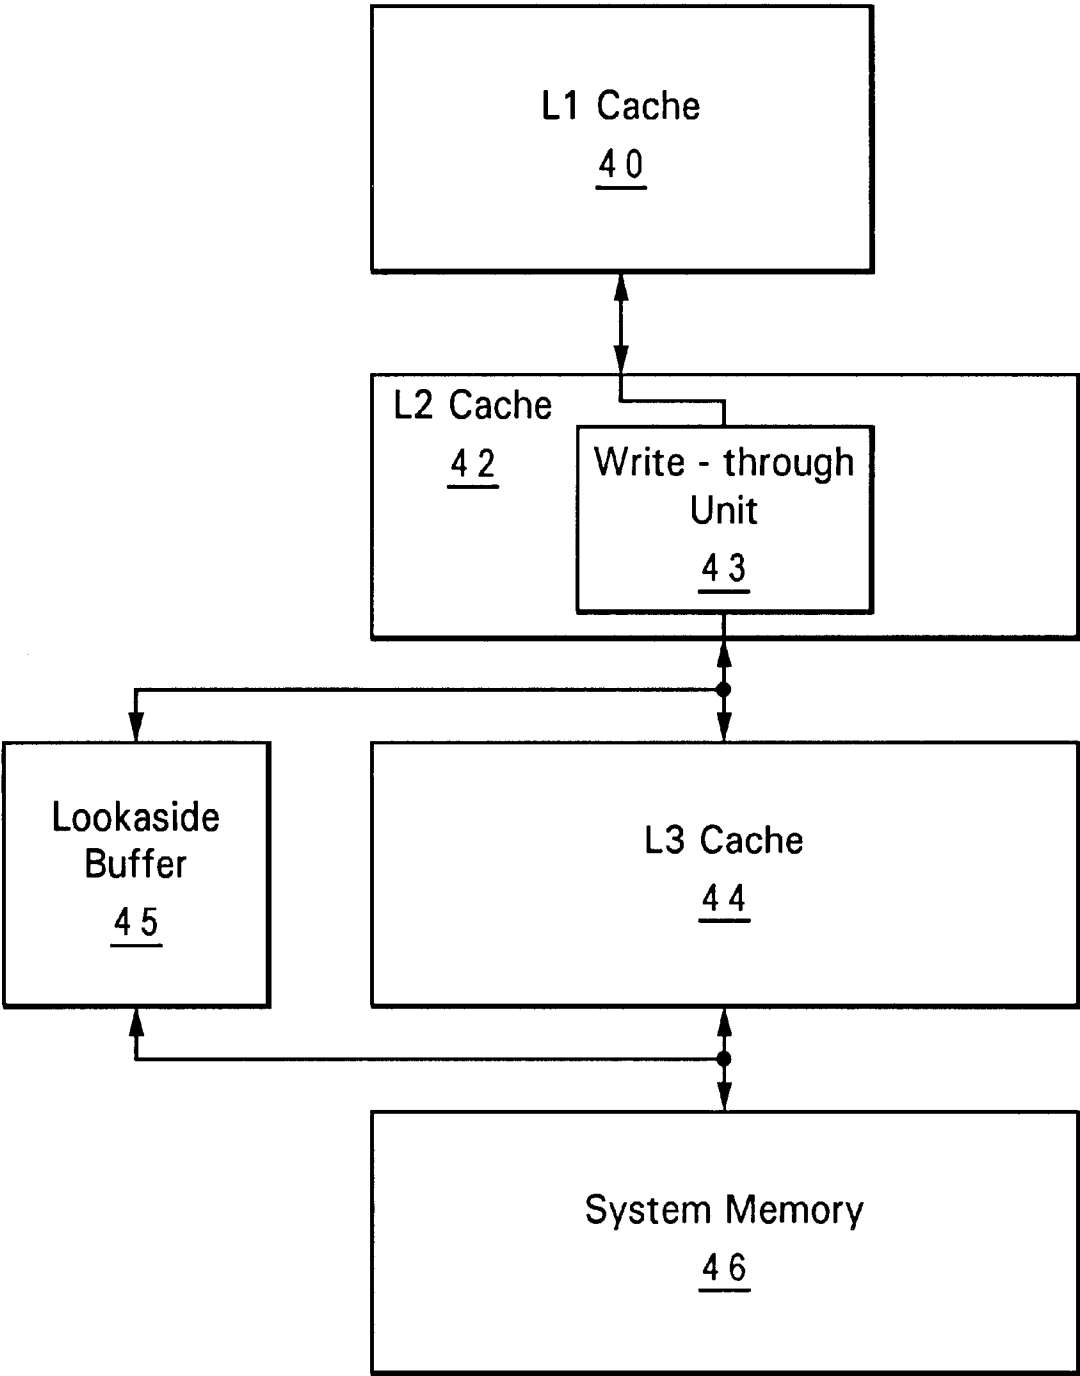 L1 Cache
40
L2 Cache
42
Write - through
Unit
43
Lookaside
Buffer
45
L3 Cache
44
System Memory
46